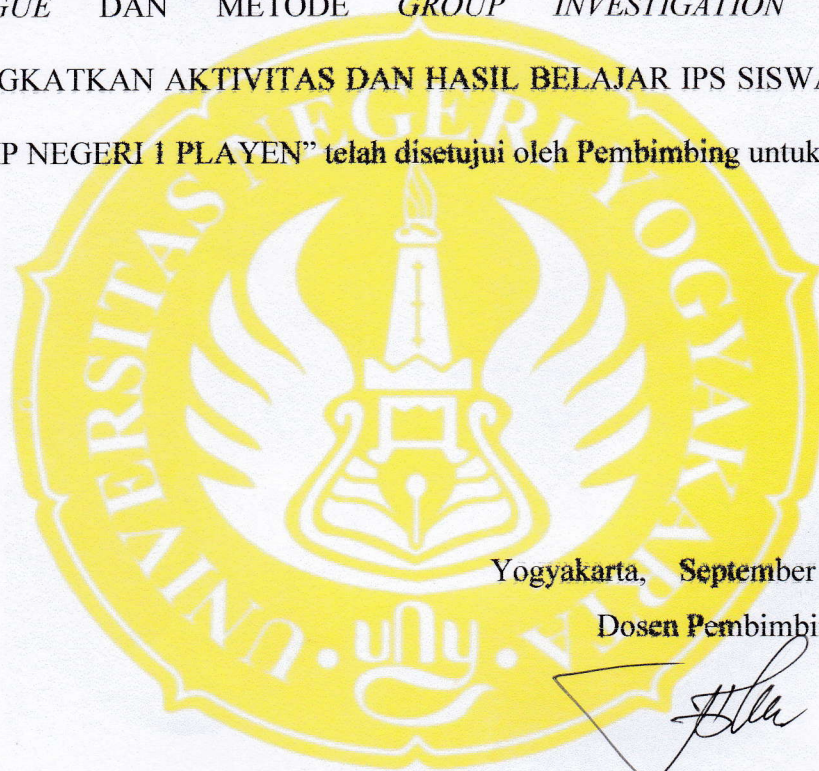 GUE DAN METODE GROUP INVESTIGATION
GKATKAN AKTIVITAS DAN HASIL BELAJAR IPS SISWA
P NEGERI 1 PLAYEN” telah disetujui oleh Pembimbing untuk
UNIVERSITAS NEGERI YOGYAKARTA
uny
Yogyakarta, September
Dosen Pembimbi